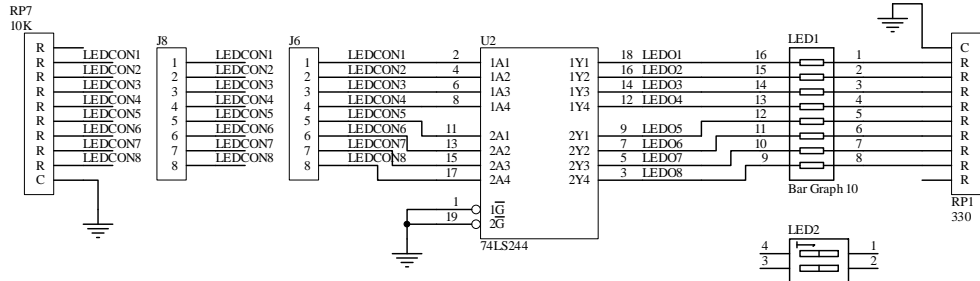 RP7
10K
R
R
R
R
R
R
R
R
R
C
LEDCON1
LEDCON2
LEDCON3
LEDCON4
LEDCON5
LEDCON6
LEDCON7
LEDCON8
J8
1
2
3
4
5
6
7
8
LEDCON1
LEDCON2
LEDCON3
LEDCON4
LEDCON5
LEDCON6
LEDCON7
LEDCON8
J6
1
2
3
4
5
6
7
8
LEDCON1
LEDCON2
LEDCON3
LEDCON4
LEDCON5
LEDCON6
LEDCON7
LEDCON8
2
4
6
8
11
13
15
17
1
19
U2
1A1
1A2
1A3
1A4
2A1
2A2
2A3
2A4
1G
2G
1Y1
1Y2
1Y3
1Y4
2Y1
2Y2
2Y3
2Y4
74LS244
18 LEDO1
16 LEDO2
14 LEDO3
12 LEDO4
9 LEDO5
7 LEDO6
5 LEDO7
3 LEDO8
16
15
14
13
12
11
10
9
LED1
Bar Graph 10
1
2
3
4
5
6
7
8
C
R
R
R
R
R
R
R
R
R
RP1
330
LED2
4
3
1
2